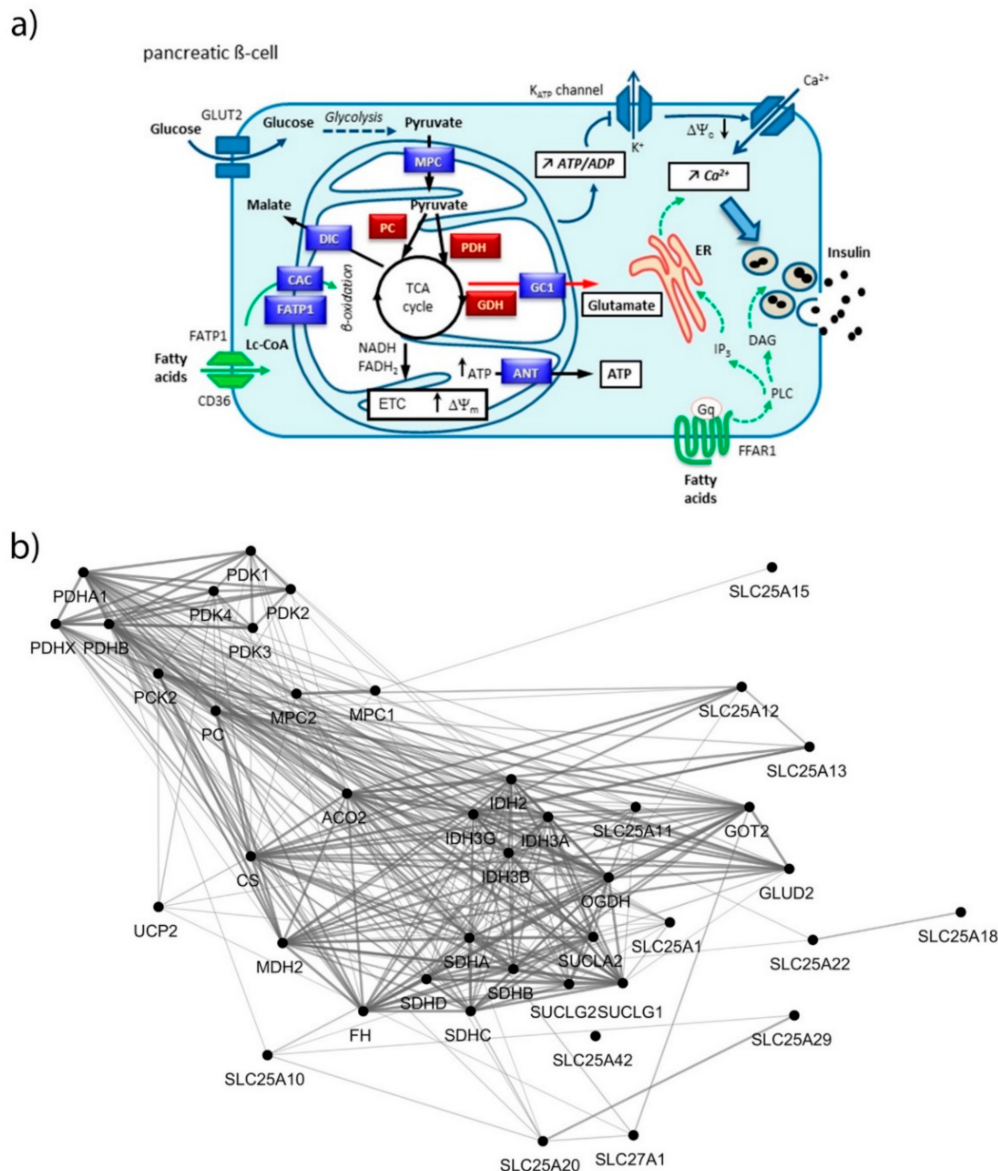 a)
pancreatic ß-cell
GLUT2
Glucose
Glucose
Glycolysis
Pyruvate
K_ATP channel
Ca²⁺
MPC
Pyruvate
K⁺
ΔΨ_c ↓
↗ ATP/ADP
↗ Ca²⁺
Malate
DIC
PC
PDH
ER
Insulin
CAC
FATP1
β-oxidation
TCA
cycle
GDH
GC1
Glutamate
FATP1
Lc-CoA
Fatty
acids
CD36
NADH
FADH₂
↑ATP
ANT
ATP
ETC ↑ ΔΨ_m
IP₃
DAG
PLC
Gq
FFAR1
Fatty
acids
b)
PDK1
PDHA1
PDK4
PDK2
SLC25A15
PDHX
PDHB
PDK3
PCK2
MPC2
MPC1
SLC25A12
PC
SLC25A13
IDH2
ACO2
IDH3G
IDH3A
SLC25A11
GOT2
IDH3B
CS
OGDH
GLUD2
UCP2
SLC25A1
SLC25A18
MDH2
SDHA
SUCLA2
SLC25A22
SDHD
SDHB
SUCLG2
SUCLG1
FH
SDHC
SLC25A29
SLC25A42
SLC25A10
SLC25A20
SLC27A1